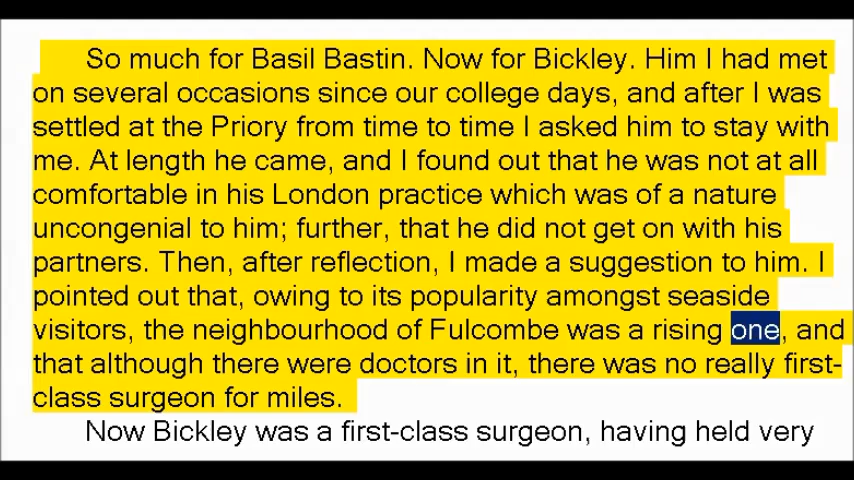 So much for Basil Bastin. Now for Bickley. Him I had met
on several occasions since our college days, and after I was
settled at the Priory from time to time I asked him to stay with
me. At length he came, and I found out that he was not at all
comfortable in his London practice which was of a nature
uncongenial to him; further, that he did not get on with his
partners. Then, after reflection, I made a suggestion to him. I
pointed out that, owing to its popularity amongst seaside
visitors, the neighbourhood of Fulcombe was a rising one, and
that although there were doctors in it, there was no really first-
class surgeon for miles.
Now Bickley was a first-class surgeon, having held very